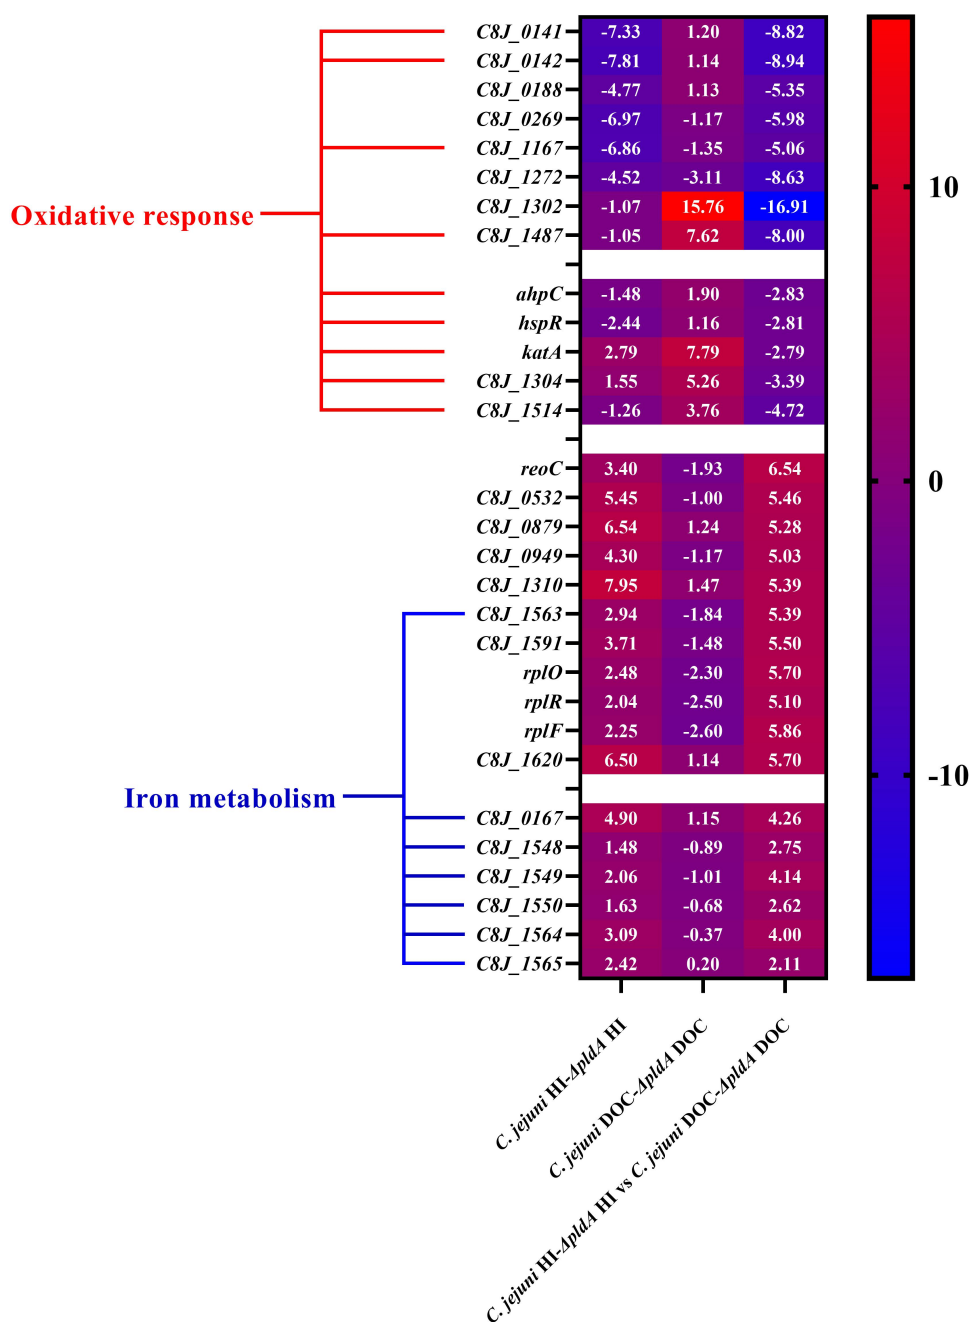 C8J_0141 -7.33 1.20 -8.82
C8J_0142 -7.81 1.14 -8.94
C8J_0188 -4.77 1.13 -5.35
C8J_0269 -6.97 -1.17 -5.98
C8J_1167 -6.86 -1.35 -5.06
C8J_1272 -4.52 -3.11 -8.63
C8J_1302 -1.07 15.76 -16.91
C8J_1487 -1.05 7.62 -8.00
Oxidative response
ahpC -1.48 1.90 -2.83
hspR -2.44 1.16 -2.81
katA 2.79 7.79 -2.79
C8J_1304 1.55 5.26 -3.39
C8J_1514 -1.26 3.76 -4.72
reoC 3.40 -1.93 6.54
C8J_0532 5.45 -1.00 5.46
C8J_0879 6.54 1.24 5.28
C8J_0949 4.30 -1.17 5.03
C8J_1310 7.95 1.47 5.39
C8J_1563 2.94 -1.84 5.39
C8J_1591 3.71 -1.48 5.50
rplO 2.48 -2.30 5.70
rplR 2.04 -2.50 5.10
rplF 2.25 -2.60 5.86
C8J_1620 6.50 1.14 5.70
Iron metabolism
C8J_0167 4.90 1.15 4.26
C8J_1548 1.48 -0.89 2.75
C8J_1549 2.06 -1.01 4.14
C8J_1550 1.63 -0.68 2.62
C8J_1564 3.09 -0.37 4.00
C8J_1565 2.42 0.20 2.11
10
0
-10
C. jejuni HI-ΔpldA HI
C. jejuni DOC-ΔpldA DOC
C. jejuni HI-ΔpldA HI vs C. jejuni DOC-ΔpldA DOC